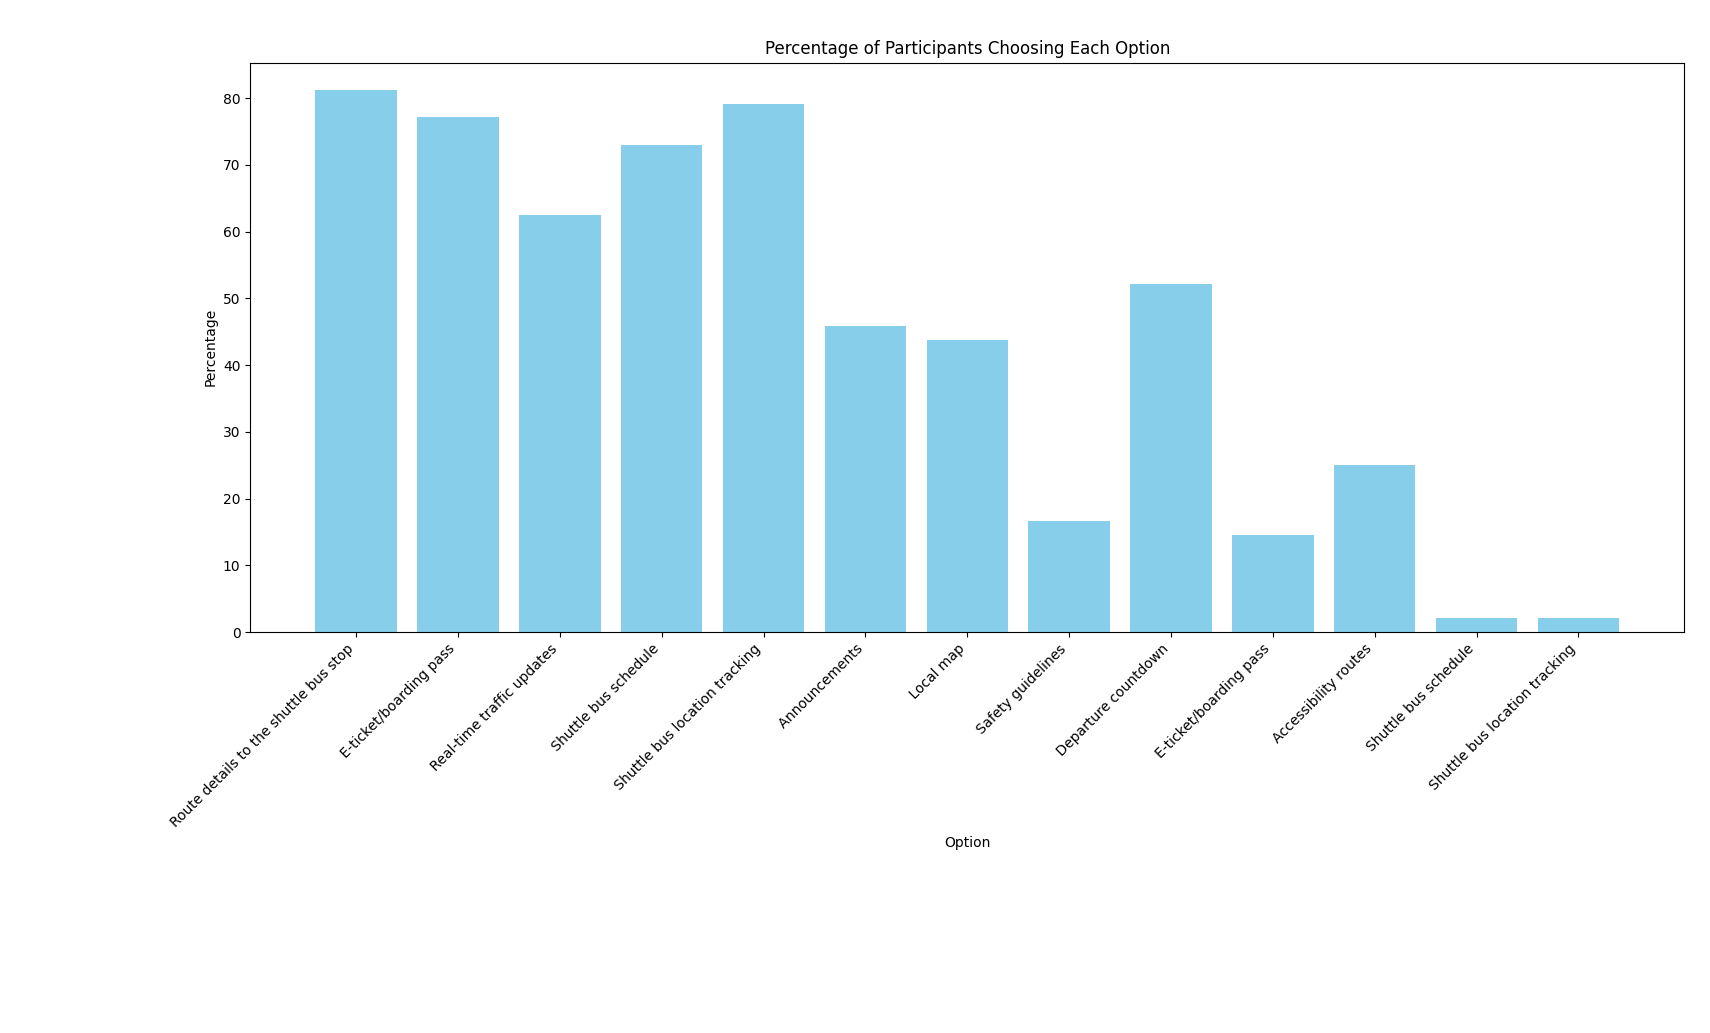 Percentage of Participants Choosing Each Option
Percentage
80
70
60
50
40
30
20
10
0
Route details to the shuttle bus stop
E-ticket/boarding pass
Real-time traffic updates
Shuttle bus schedule
Shuttle bus location tracking
Announcements
Local map
Safety guidelines
Departure countdown
E-ticket/boarding pass
Accessibility routes
Shuttle bus schedule
Shuttle bus location tracking
Option